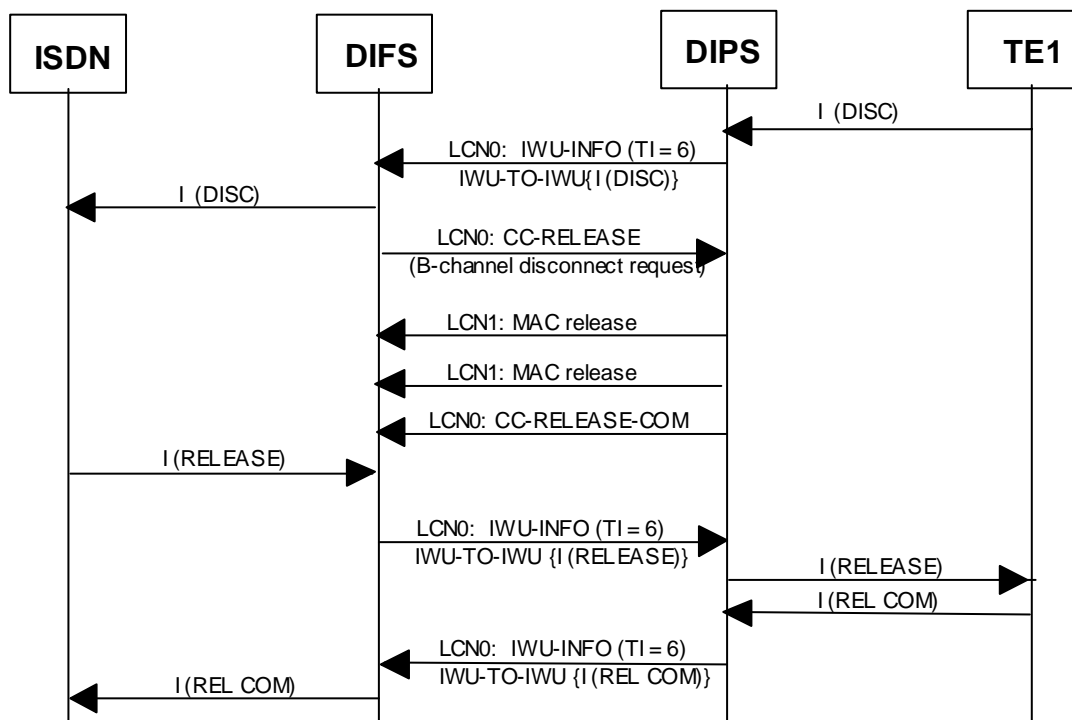 ISDN
DIFS
DIPS
TE1
I (DISC)
LCN0: IWU-INFO (TI = 6)
IWU-TO-IWU{ I (DISC)}
I (DISC)
LCN0: CC-RELEASE
(B-channel disconnect request)
LCN1: MAC release
LCN1: MAC release
LCN0: CC-RELEASE-COM
I (RELEASE)
LCN0: IWU-INFO (TI = 6)
IWU-TO-IWU {I (RELEASE)}
I (RELEASE)
I (REL COM)
LCN0: IWU-INFO (TI = 6)
IWU-TO-IWU {I (REL COM)}
I (REL COM)